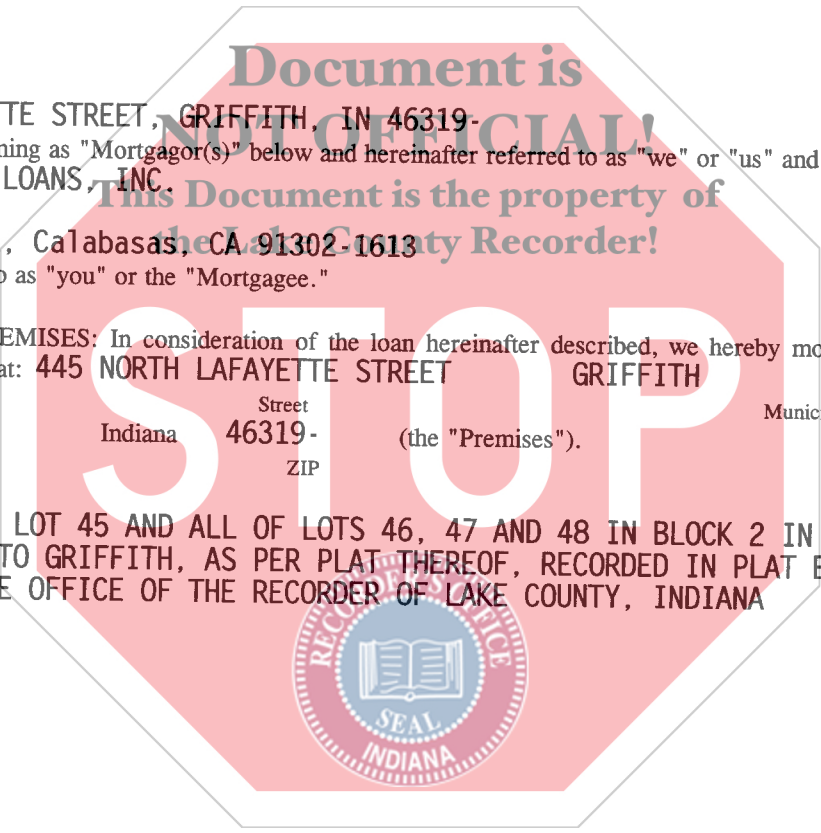 Document is
TTE STREET, GRIFFITH, IN 46319-
NOT OFFICIAL!
ning as "Mortgagor(s)" below and hereinafter referred to as "we" or "us" and
LOANS, INC.
This Document is the property of
, Calabasas, CA 91302-1613
the Lake County Recorder!
o as "you" or the "Mortgagee."
EMISES: In consideration of the loan hereinafter described, we hereby mo
at: 445 NORTH LAFAYETTE STREET GRIFFITH
Street Munic
Indiana 46319- (the "Premises").
ZIP
STOP
LOT 45 AND ALL OF LOTS 46, 47 AND 48 IN BLOCK 2 IN
TO GRIFFITH, AS PER PLAT THEREOF, RECORDED IN PLAT B
E OFFICE OF THE RECORDER OF LAKE COUNTY, INDIANA
RECORDER'S OFFICE
SEAL
INDIANA